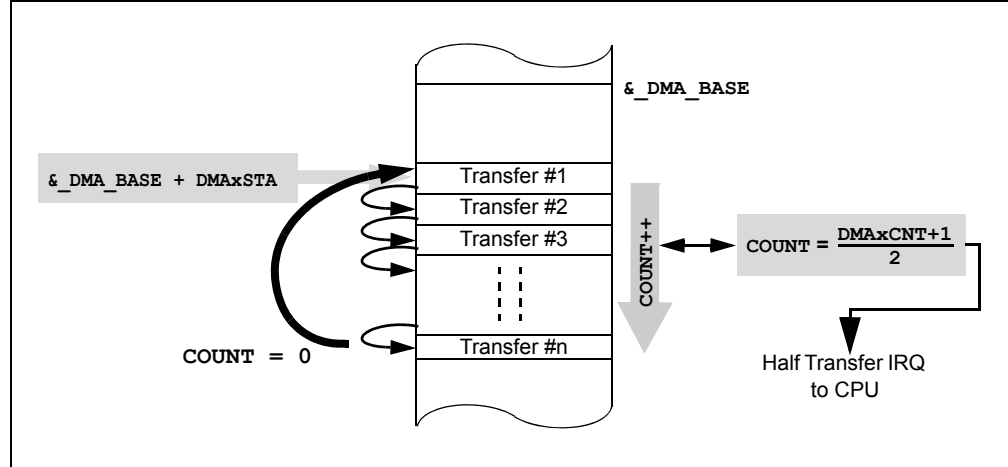 &_DMA_BASE
&_DMA_BASE + DMAxSTA
Transfer #1
Transfer #2
Transfer #3
Transfer #n
COUNT = 0
COUNT++
COUNT = DMAxCNT+1
2
Half Transfer IRQ
to CPU